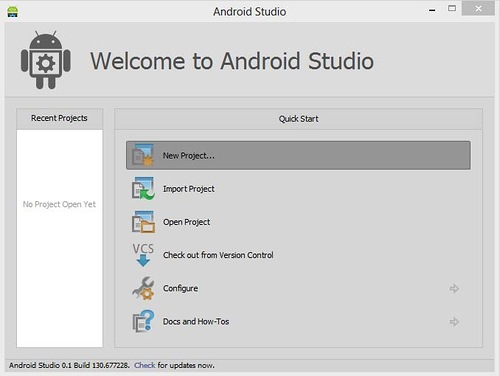 Android Studio
Welcome to Android Studio
Recent Projects
No Project Open Yet
Quick Start
New Project...
Import Project
Open Project
VCS
Check out from Version Control
Configure
Docs and How-Tos
Android Studio 0.1 Build 130.677228. Check for updates now.